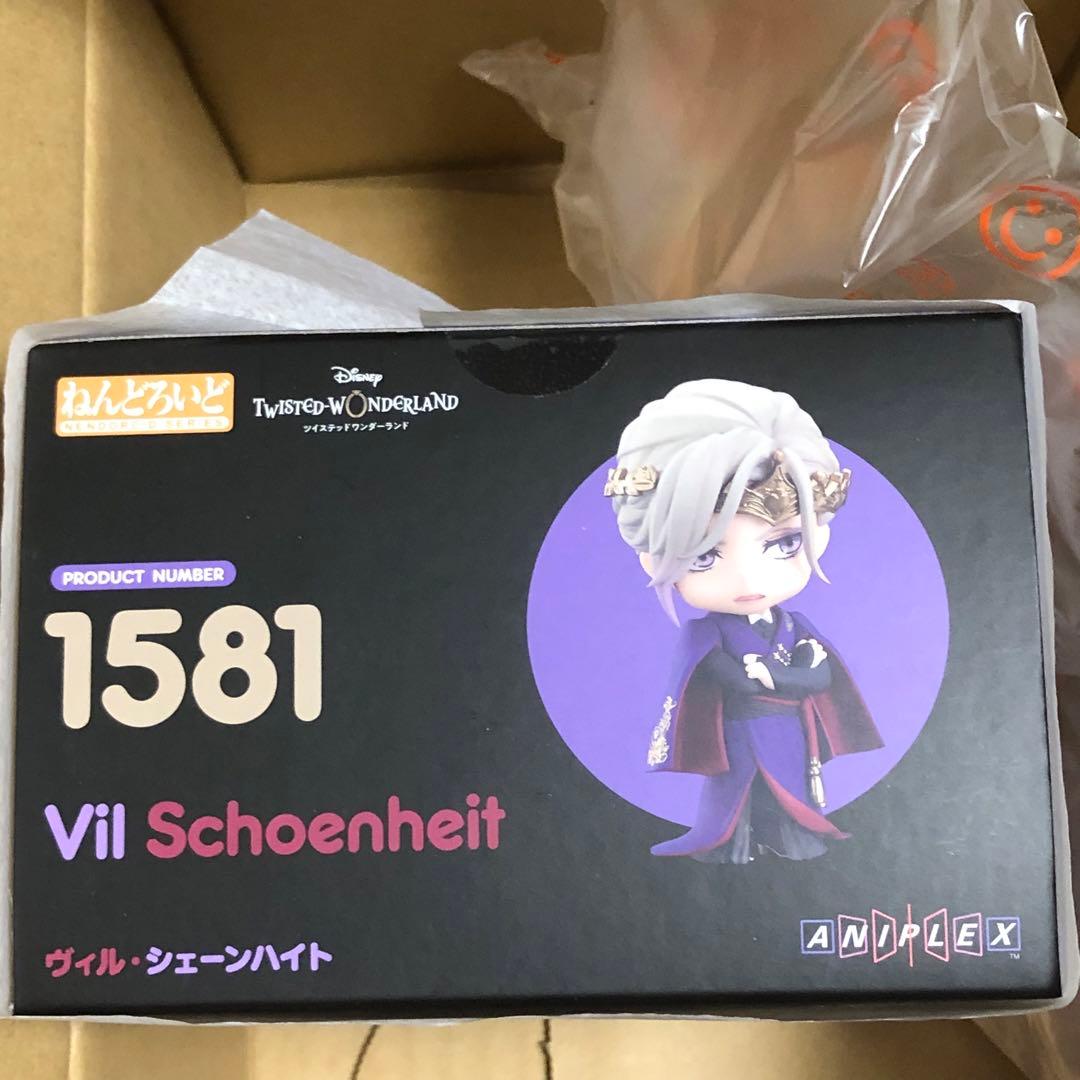 ねんどろいど
NENDOROID SERIES
Disney
TWISTED-WONDERLAND
ツイステッドワンダーランド
PRODUCT NUMBER
1581
Vil Schoenheit
ヴィル・シェーンハイト
ANIPLEX
TM